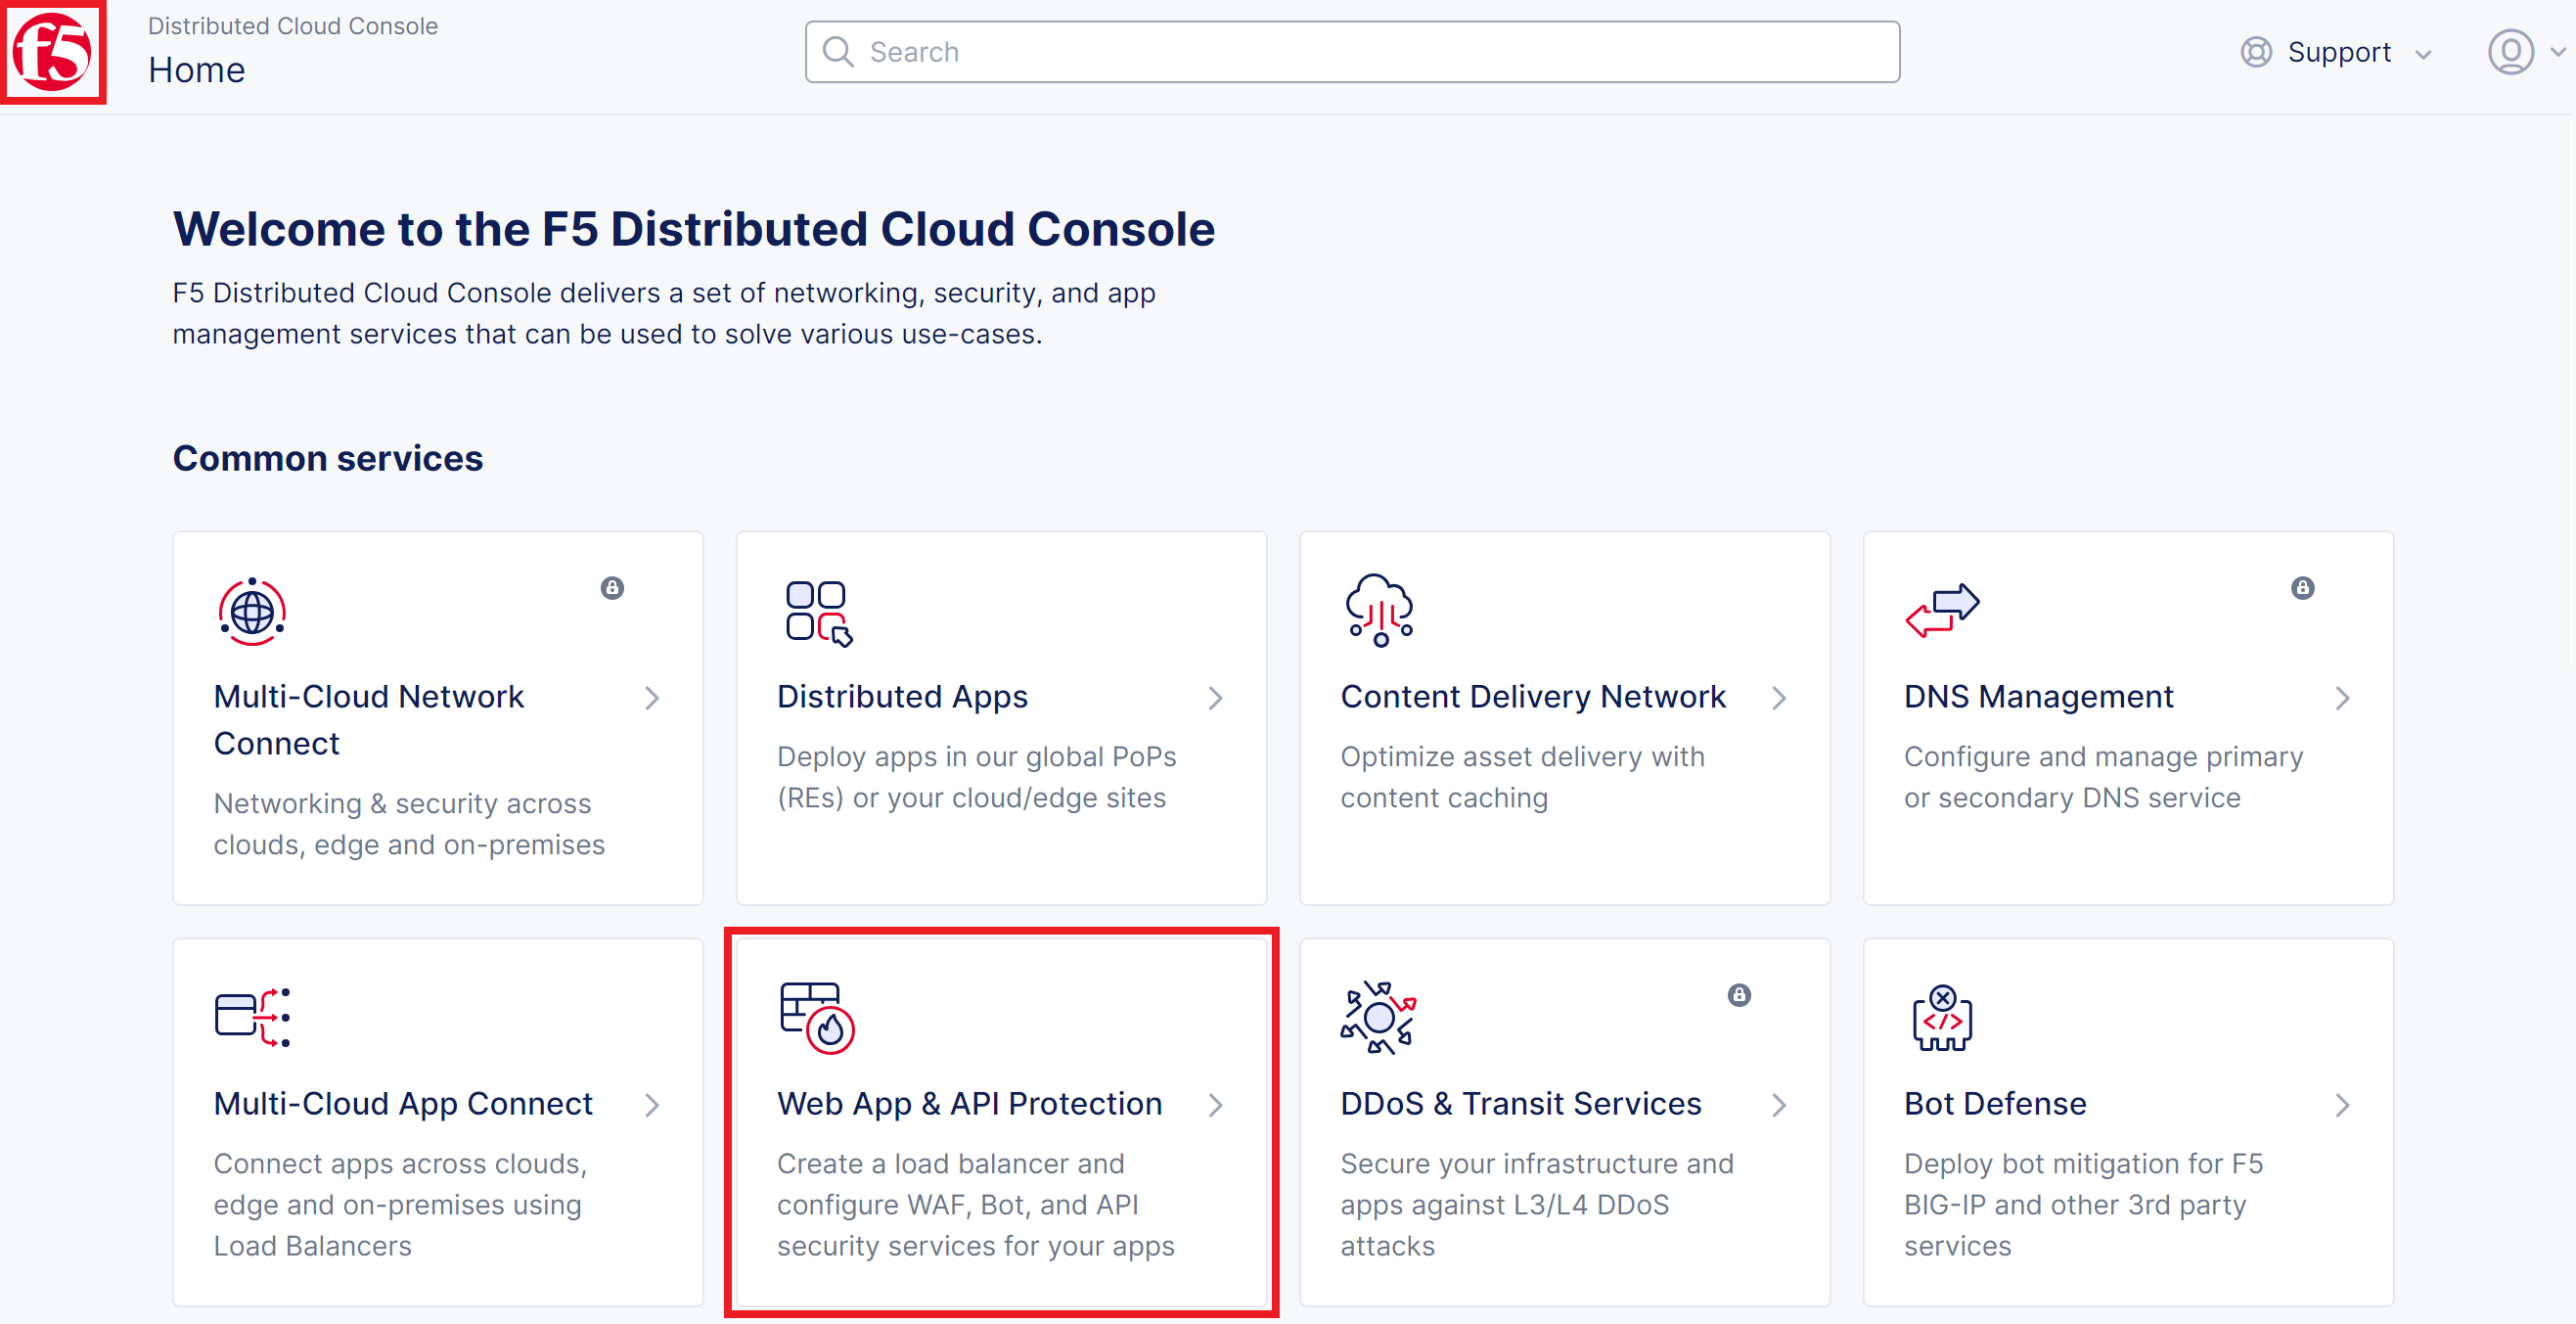 f5
Distributed Cloud Console
Home
Search
Support
Welcome to the F5 Distributed Cloud Console
F5 Distributed Cloud Console delivers a set of networking, security, and app
management services that can be used to solve various use-cases.
Common services
Multi-Cloud Network
Connect
Networking & security across
clouds, edge and on-premises
Distributed Apps
Deploy apps in our global PoPs
(REs) or your cloud/edge sites
Content Delivery Network
Optimize asset delivery with
content caching
DNS Management
Configure and manage primary
or secondary DNS service
Multi-Cloud App Connect
Connect apps across clouds,
edge and on-premises using
Load Balancers
Web App & API Protection
Create a load balancer and
configure WAF, Bot, and API
security services for your apps
DDoS & Transit Services
Secure your infrastructure and
apps against L3/L4 DDoS
attacks
Bot Defense
Deploy bot mitigation for F5
BIG-IP and other 3rd party
services